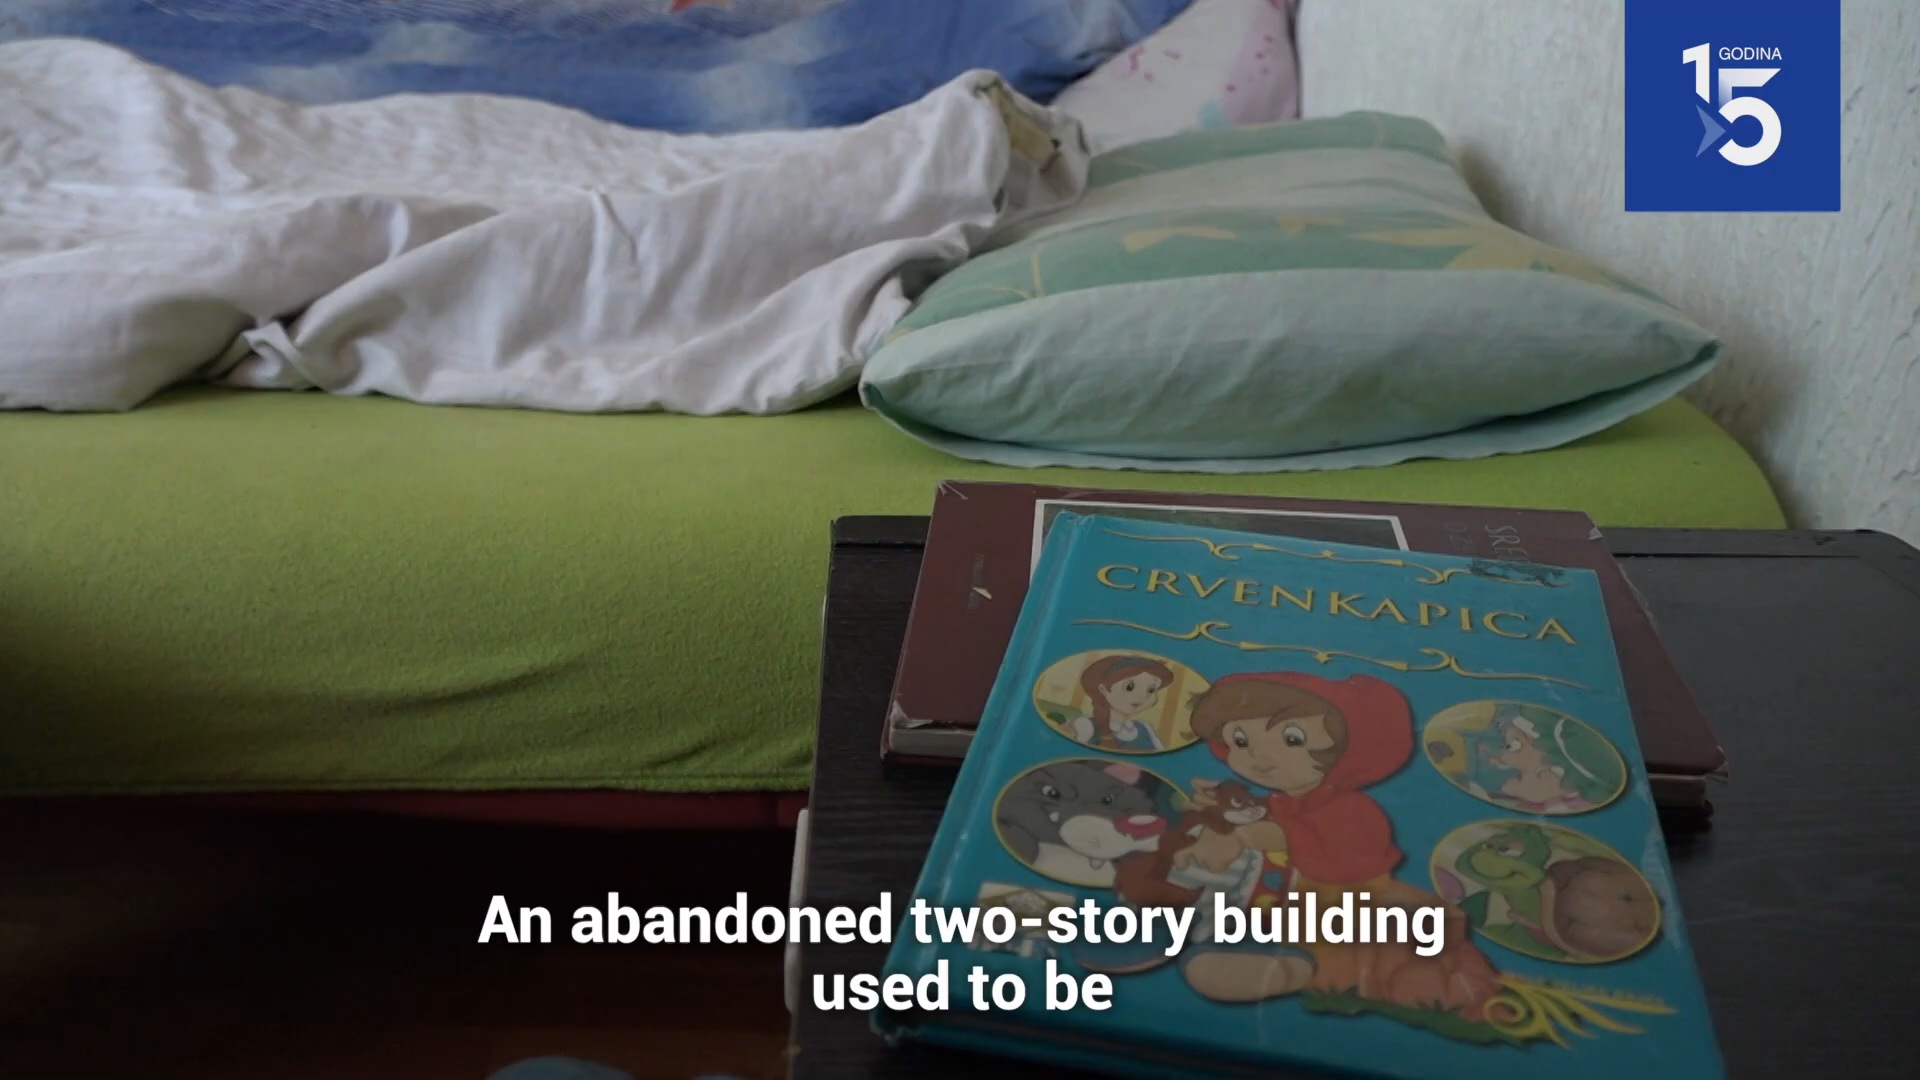 GODINA
15
CRVENKAPICA
An abandoned two-story building
used to be